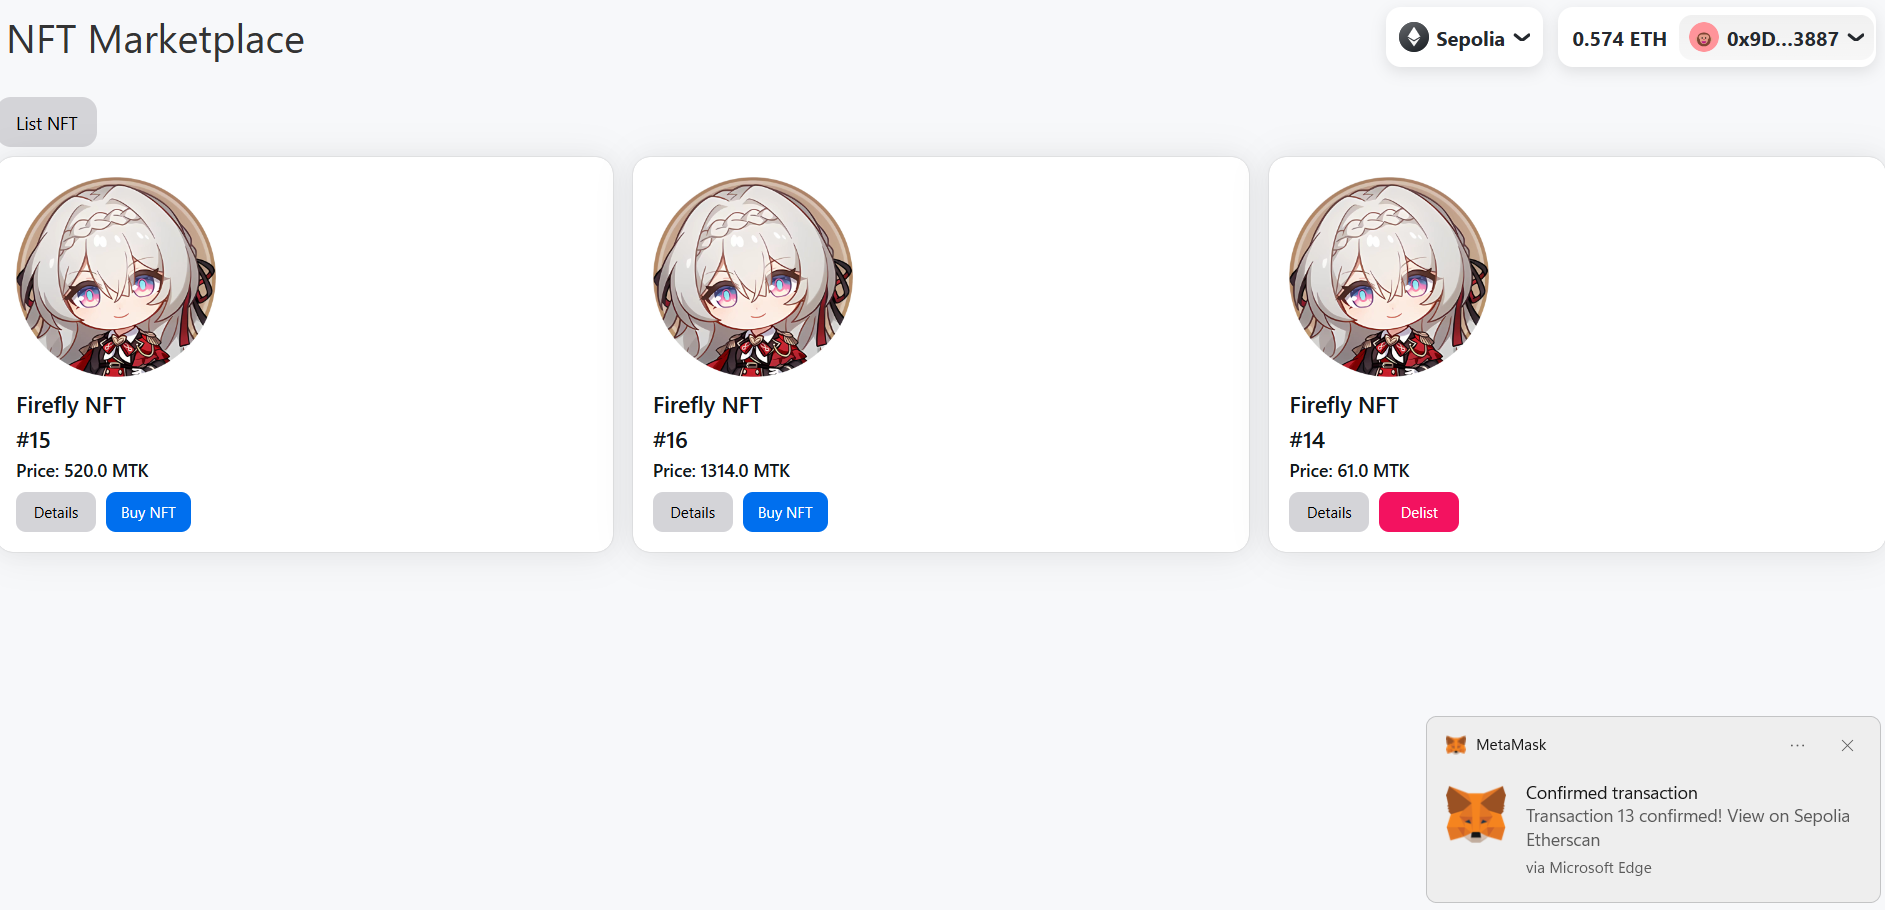 NFT Marketplace
Sepolia
0.574 ETH
0x9D...3887
List NFT
Firefly NFT
#15
Price: 520.0 MTK
Details
Buy NFT
Firefly NFT
#16
Price: 1314.0 MTK
Details
Buy NFT
Firefly NFT
#14
Price: 61.0 MTK
Details
Delist
MetaMask
Confirmed transaction
Transaction 13 confirmed! View on Sepolia
Etherscan
via Microsoft Edge